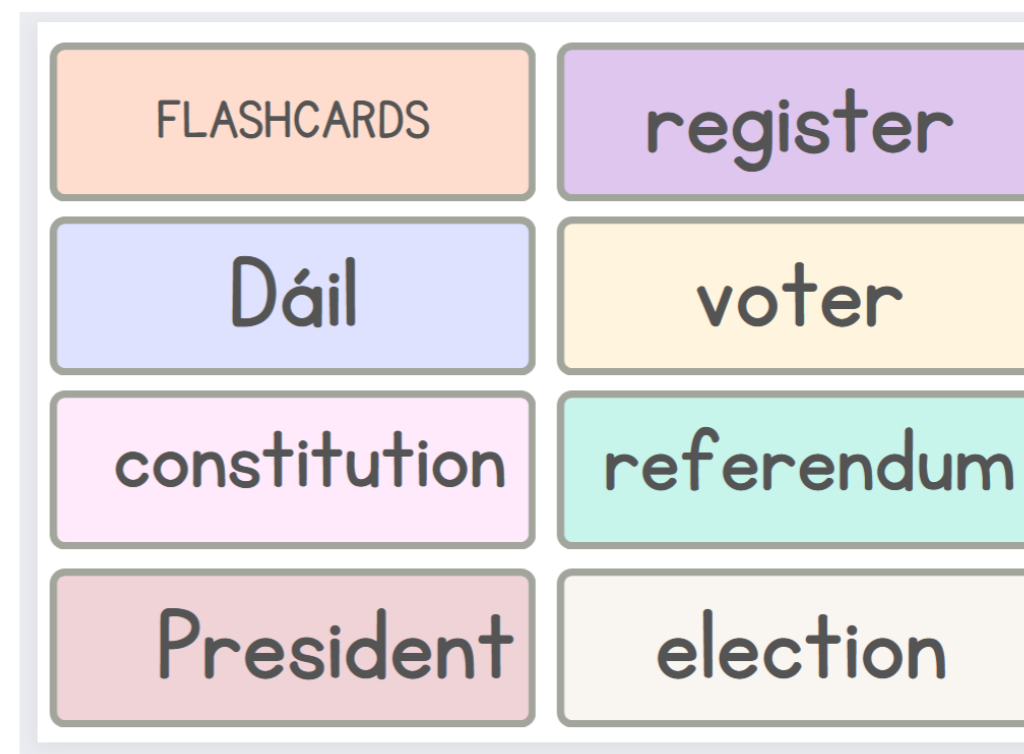 FLASHCARDS
register
Dáil
voter
constitution
referendum
President
election